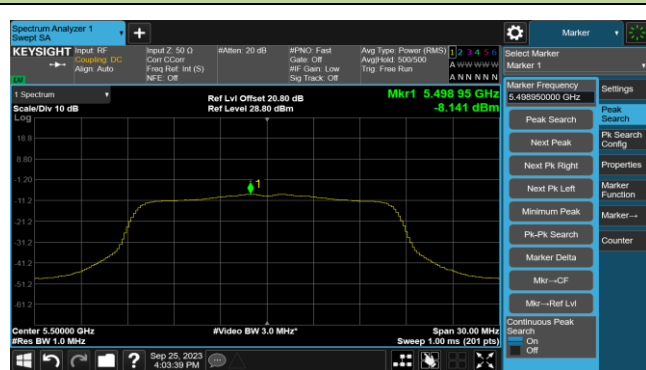 Spectrum Analyzer 1
Swept SA
+
Marker
KEYSIGHT
Input: RF
Coupling: DC
Align: Auto
Input Z: 50 Ω
Corr CCorr
Freq Ref: Int (S)
NFE: Off
#Atten: 20 dB
#PNO: Fast
Gate: Off
#IF Gain: Low
Sig Track: Off
Avg Type: Power (RMS)
Avg|Hold: 500/500
Trig: Free Run
1 2 3 4 5 6
A W W W W W
A N N N N N
Select Marker
Marker 1
LXI
1 Spectrum
Scale/Div 10 dB
Log
Ref Lvl Offset 20.80 dB
Ref Level 28.80 dBm
Mkr1 5.498 95 GHz
-8.141 dBm
18.8
8.80
-1.20
-11.2
-21.2
-31.2
-41.2
-51.2
-61.2
1
Center 5.50000 GHz
#Res BW 1.0 MHz
#Video BW 3.0 MHz*
Span 30.00 MHz
Sweep 1.00 ms (201 pts)
Marker Frequency
5.498950000 GHz
Peak Search
Next Peak
Next Pk Right
Next Pk Left
Minimum Peak
Pk-Pk Search
Marker Delta
Mkr→CF
Mkr→Ref Lvl
Continuous Peak
Search
On
Off
Settings
Peak
Search
Pk Search
Config
Properties
Marker
Function
Marker→
Counter
?
Sep 25, 2023
4:03:39 PM